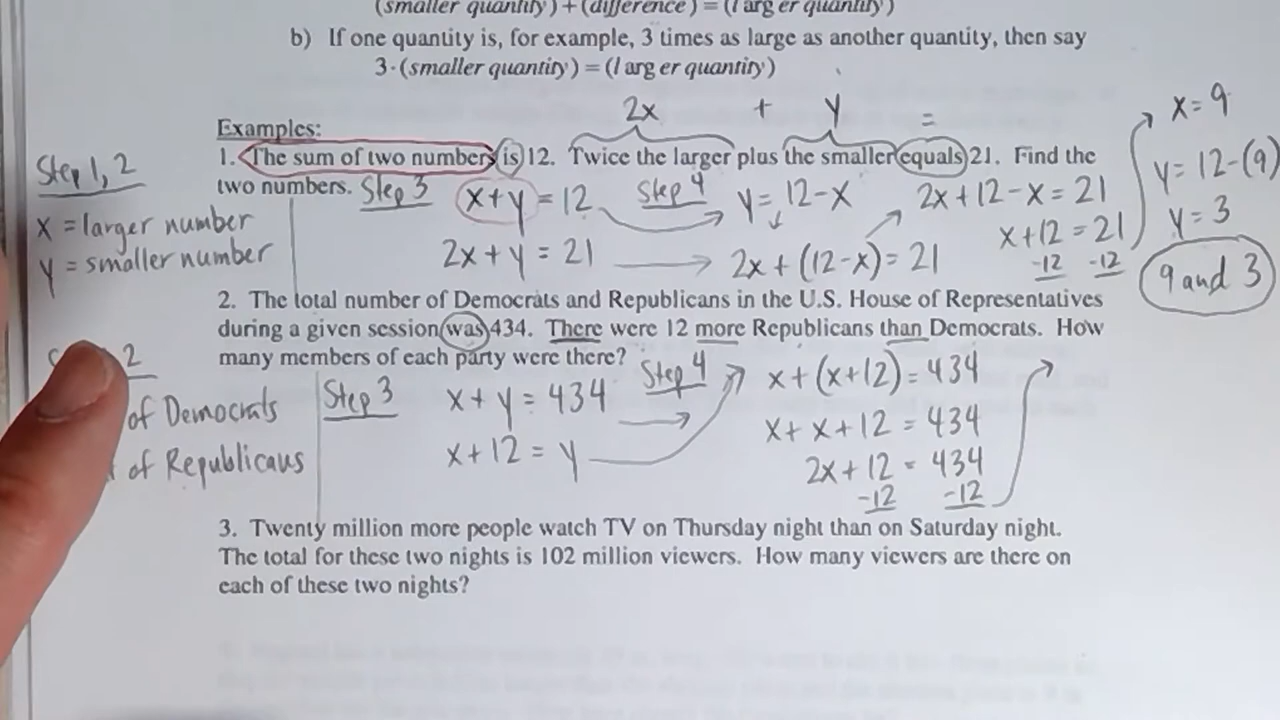 (smaller quantity) + (difference) = (larger quantity)
b) If one quantity is, for example, 3 times as large as another quantity, then say
3·(smaller quantity) = (larger quantity)
2x + y =
Examples:
1. The sum of two numbers is 12. Twice the larger plus the smaller equals 21. Find the
two numbers.
Step 1, 2
x = larger number
y = smaller number
Step 3
x+y = 12
2x + y = 21
Step 4
y = 12-x
2x + (12-x) = 21
2x + 12 - x = 21
x+12 = 21
-12 -12
x = 9
y = 12-(9)
y = 3
9 and 3
2. The total number of Democrats and Republicans in the U.S. House of Representatives
during a given session was 434. There were 12 more Republicans than Democrats. How
many members of each party were there?
2
of Democrats
of Republicans
Step 3
x + y = 434
x + 12 = y
Step 4
x + (x+12) = 434
x + x + 12 = 434
2x + 12 = 434
-12 -12
3. Twenty million more people watch TV on Thursday night than on Saturday night.
The total for these two nights is 102 million viewers. How many viewers are there on
each of these two nights?